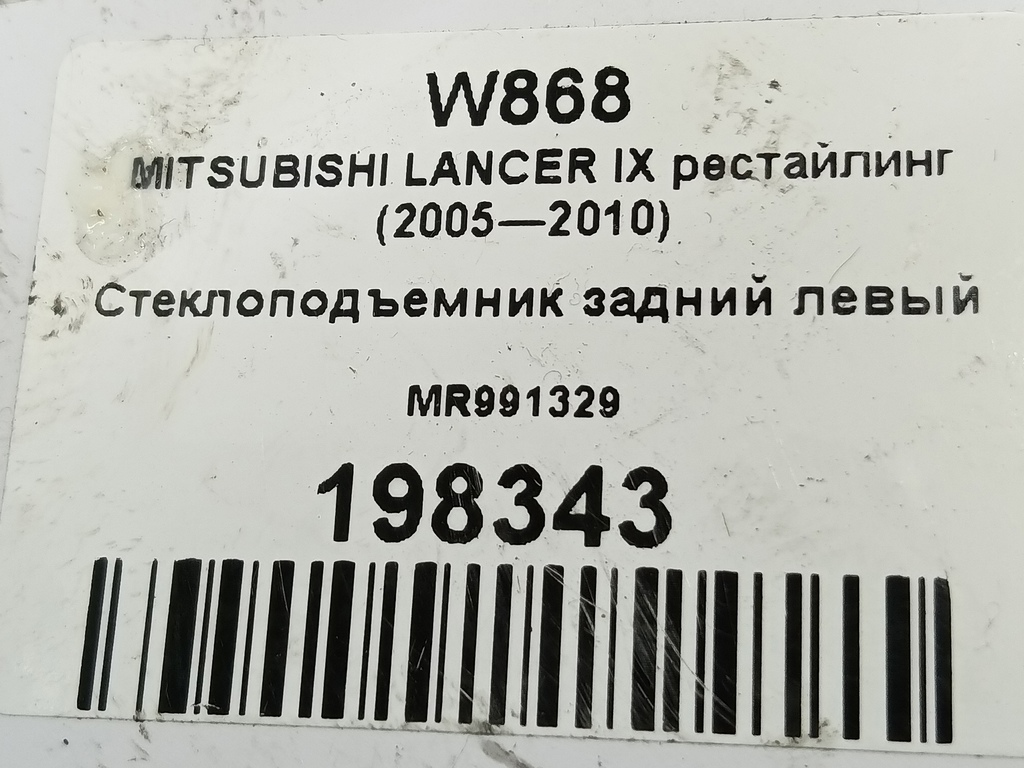 W868
MITSUBISHI LANCER IX рестайлинг
(2005—2010)
Стеклоподъемник задний левый
MR991329
198343